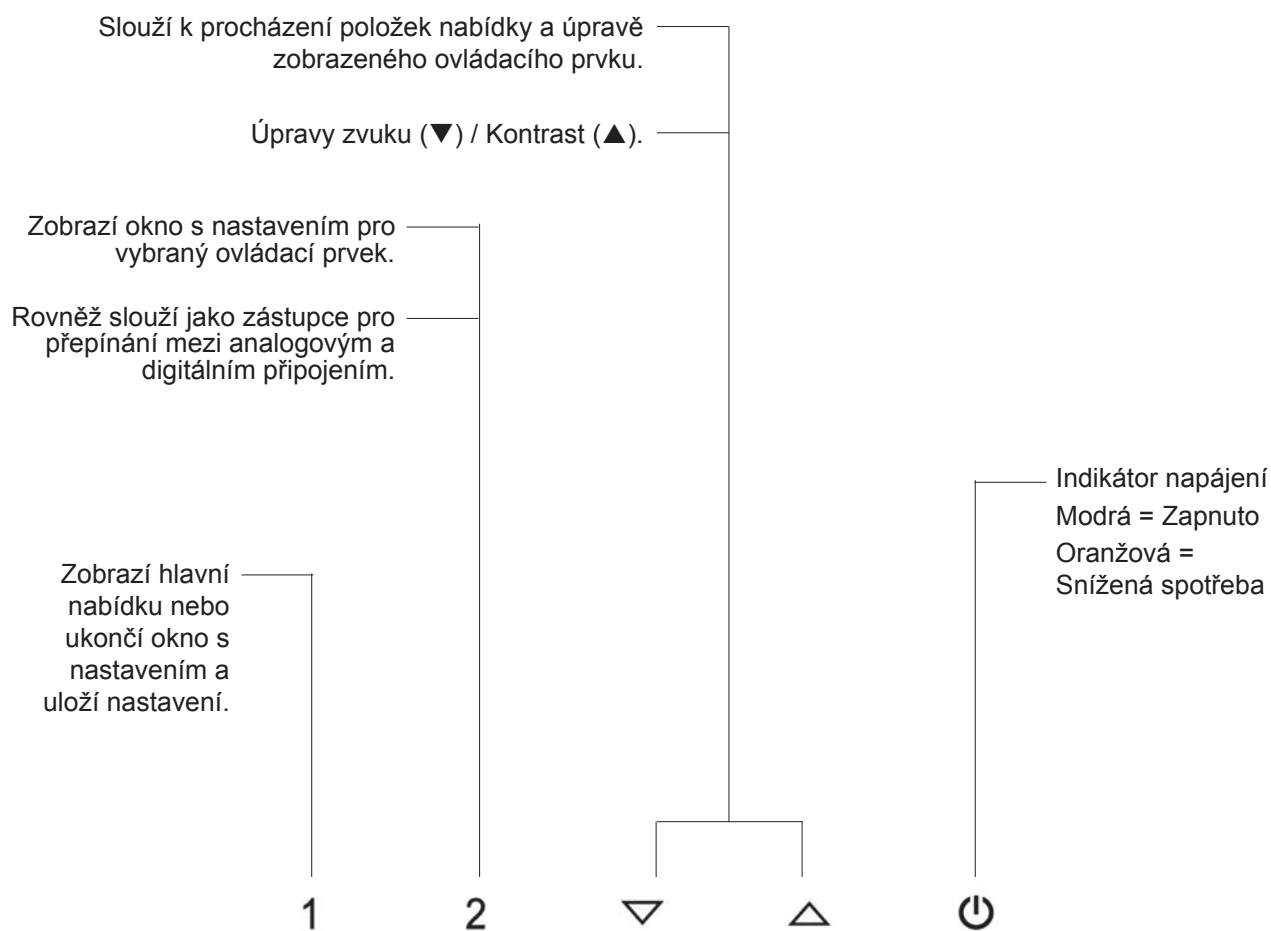 Slouží k procházení položek nabídky a úpravě
zobrazeného ovládacího prvku.
Úpravy zvuku (▼) / Kontrast (▲).
Zobrazí okno s nastavením pro
vybraný ovládací prvek.
Rovněž slouží jako zástupce pro
přepínání mezi analogovým a
digitálním připojením.
Indikátor napájení
Modrá = Zapnuto
Oranžová =
Snížená spotřeba
Zobrazí hlavní
nabídku nebo
ukončí okno s
nastavením a
uloží nastavení.
1 2 ▽ △ ⏻